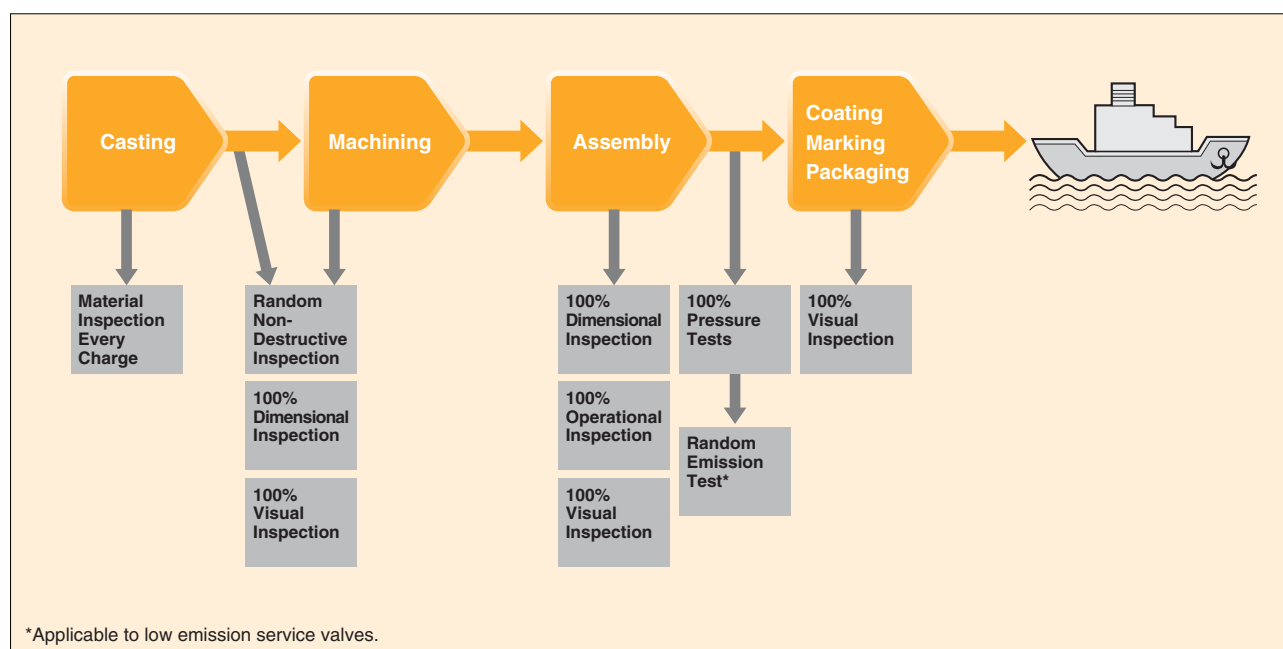 Casting
Machining
Assembly
Coating
Marking
Packaging
Material
Inspection
Every
Charge
Random
Non-
Destructive
Inspection
100%
Dimensional
Inspection
100%
Visual
Inspection
100%
Dimensional
Inspection
100%
Operational
Inspection
100%
Visual
Inspection
100%
Pressure
Tests
Random
Emission
Test*
100%
Visual
Inspection
*Applicable to low emission service valves.